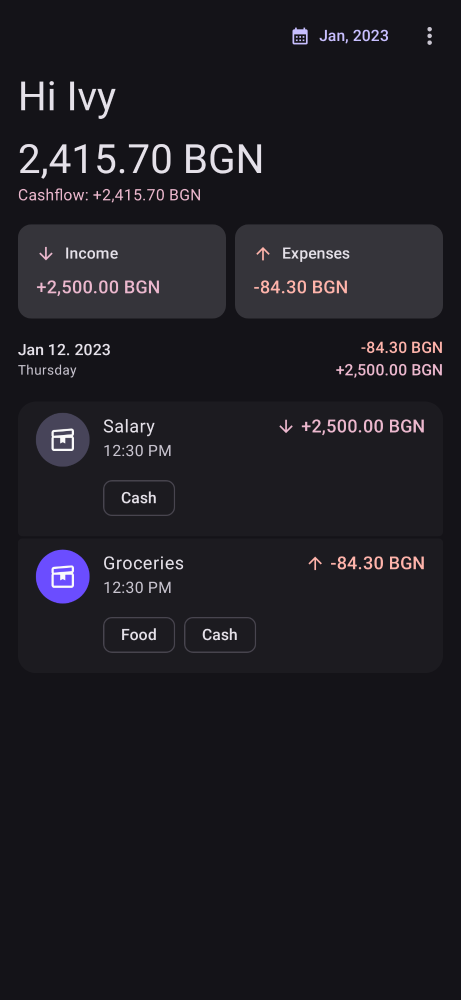 Jan, 2023
Hi Ivy
2,415.70 BGN
Cashflow: +2,415.70 BGN
Income
+2,500.00 BGN
Expenses
-84.30 BGN
Jan 12. 2023
-84.30 BGN
Thursday
+2,500.00 BGN
Salary
+2,500.00 BGN
12:30 PM
Cash
Groceries
-84.30 BGN
12:30 PM
Food
Cash